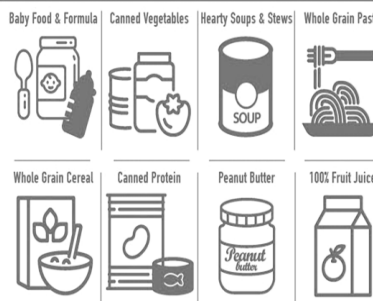 Baby Food & Formula
Canned Vegetables
Hearty Soups & Stews
Whole Grain Past
SOUP
Whole Grain Cereal
Canned Protein
Peanut Butter
100% Fruit Juice
Peanut
butter